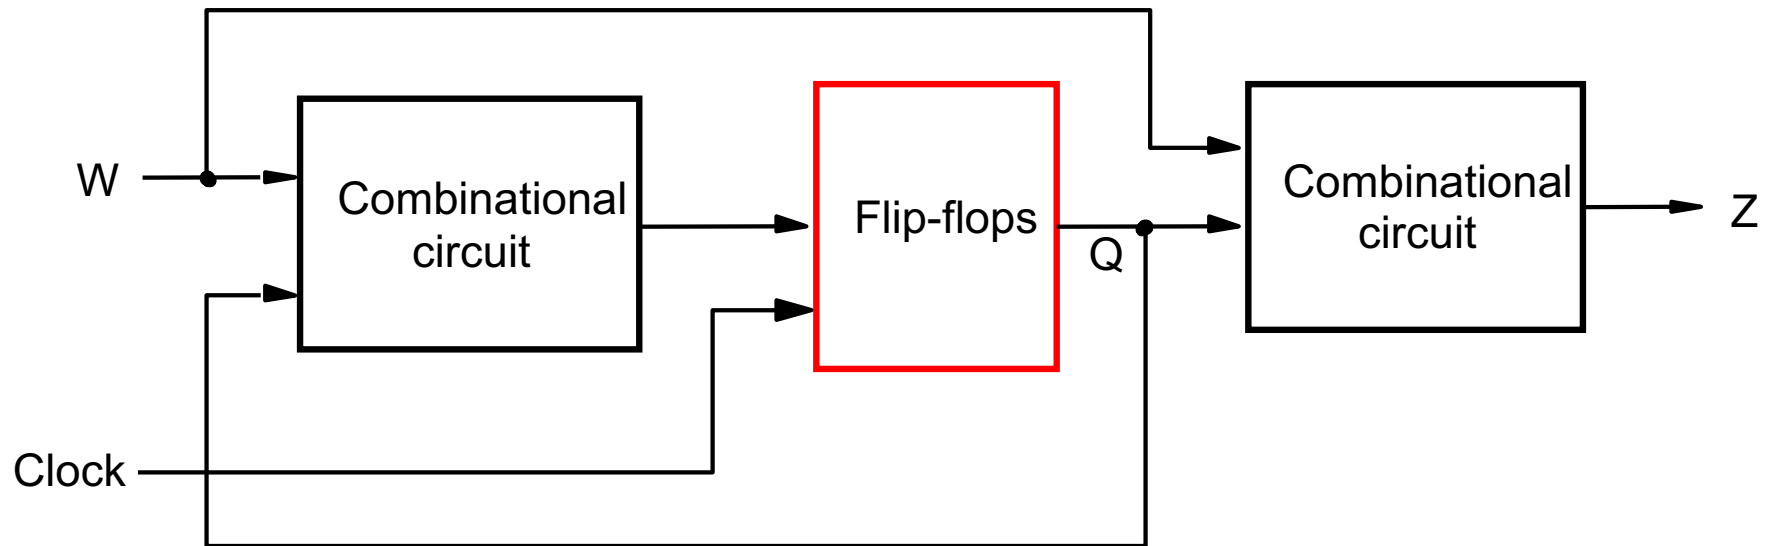 W
Combinational
circuit
Flip-flops
Q
Combinational
circuit
Z
Clock